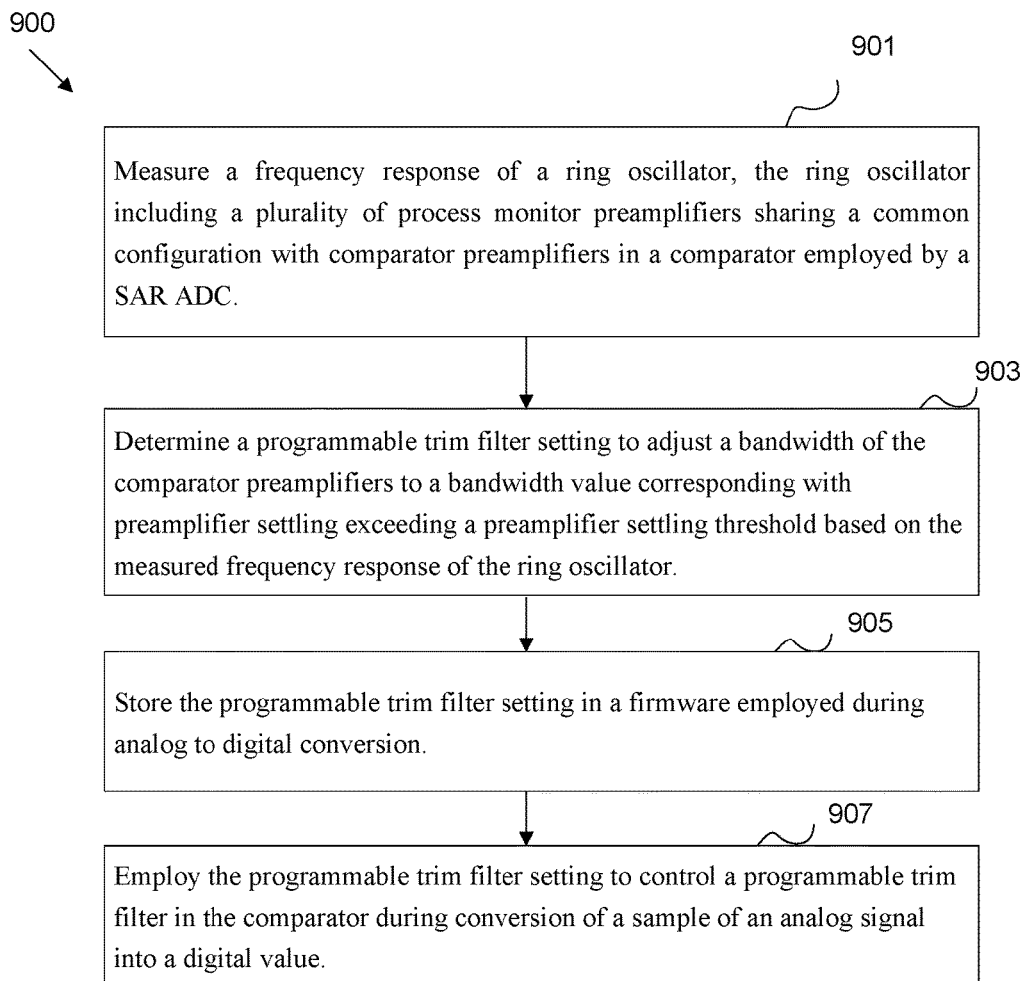 900
901
Measure a frequency response of a ring oscillator, the ring oscillator
including a plurality of process monitor preamplifiers sharing a common
configuration with comparator preamplifiers in a comparator employed by a
SAR ADC.
903
Determine a programmable trim filter setting to adjust a bandwidth of the
comparator preamplifiers to a bandwidth value corresponding with
preamplifier settling exceeding a preamplifier settling threshold based on the
measured frequency response of the ring oscillator.
905
Store the programmable trim filter setting in a firmware employed during
analog to digital conversion.
907
Employ the programmable trim filter setting to control a programmable trim
filter in the comparator during conversion of a sample of an analog signal
into a digital value.